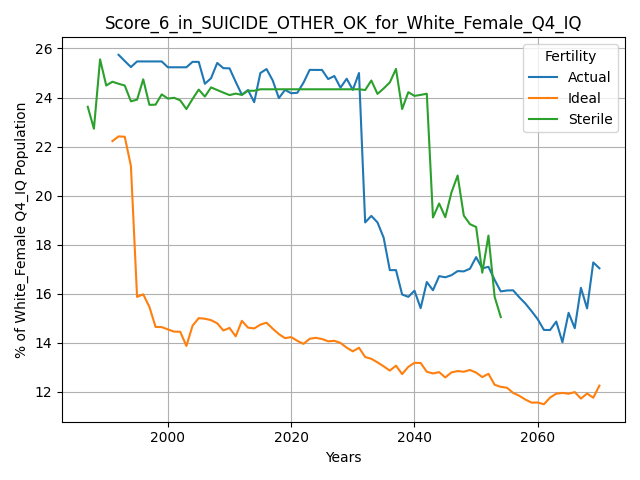 Score_6_in_SUICIDE_OTHER_OK_for_White_Female_Q4_IQ
% of White_Female Q4_IQ Population
26
24
22
20
18
16
14
12
2000
2020
2040
2060
Years
Fertility
Actual
Ideal
Sterile